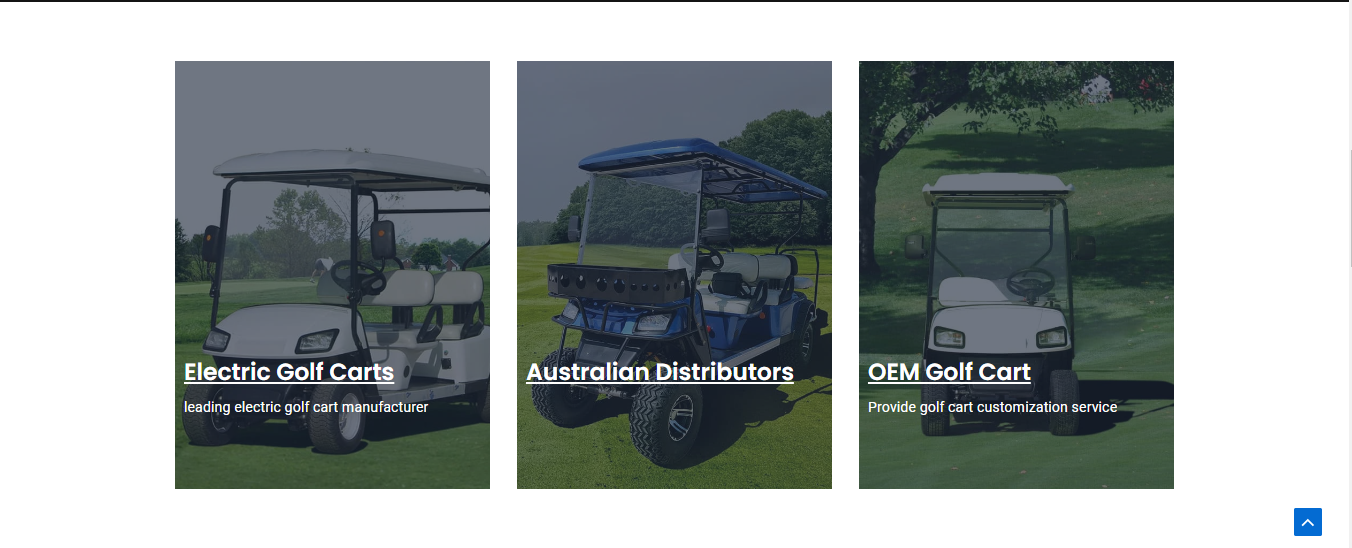 Electric Golf Carts
leading electric golf cart manufacturer
Australian Distributors
OEM Golf Cart
Provide golf cart customization service